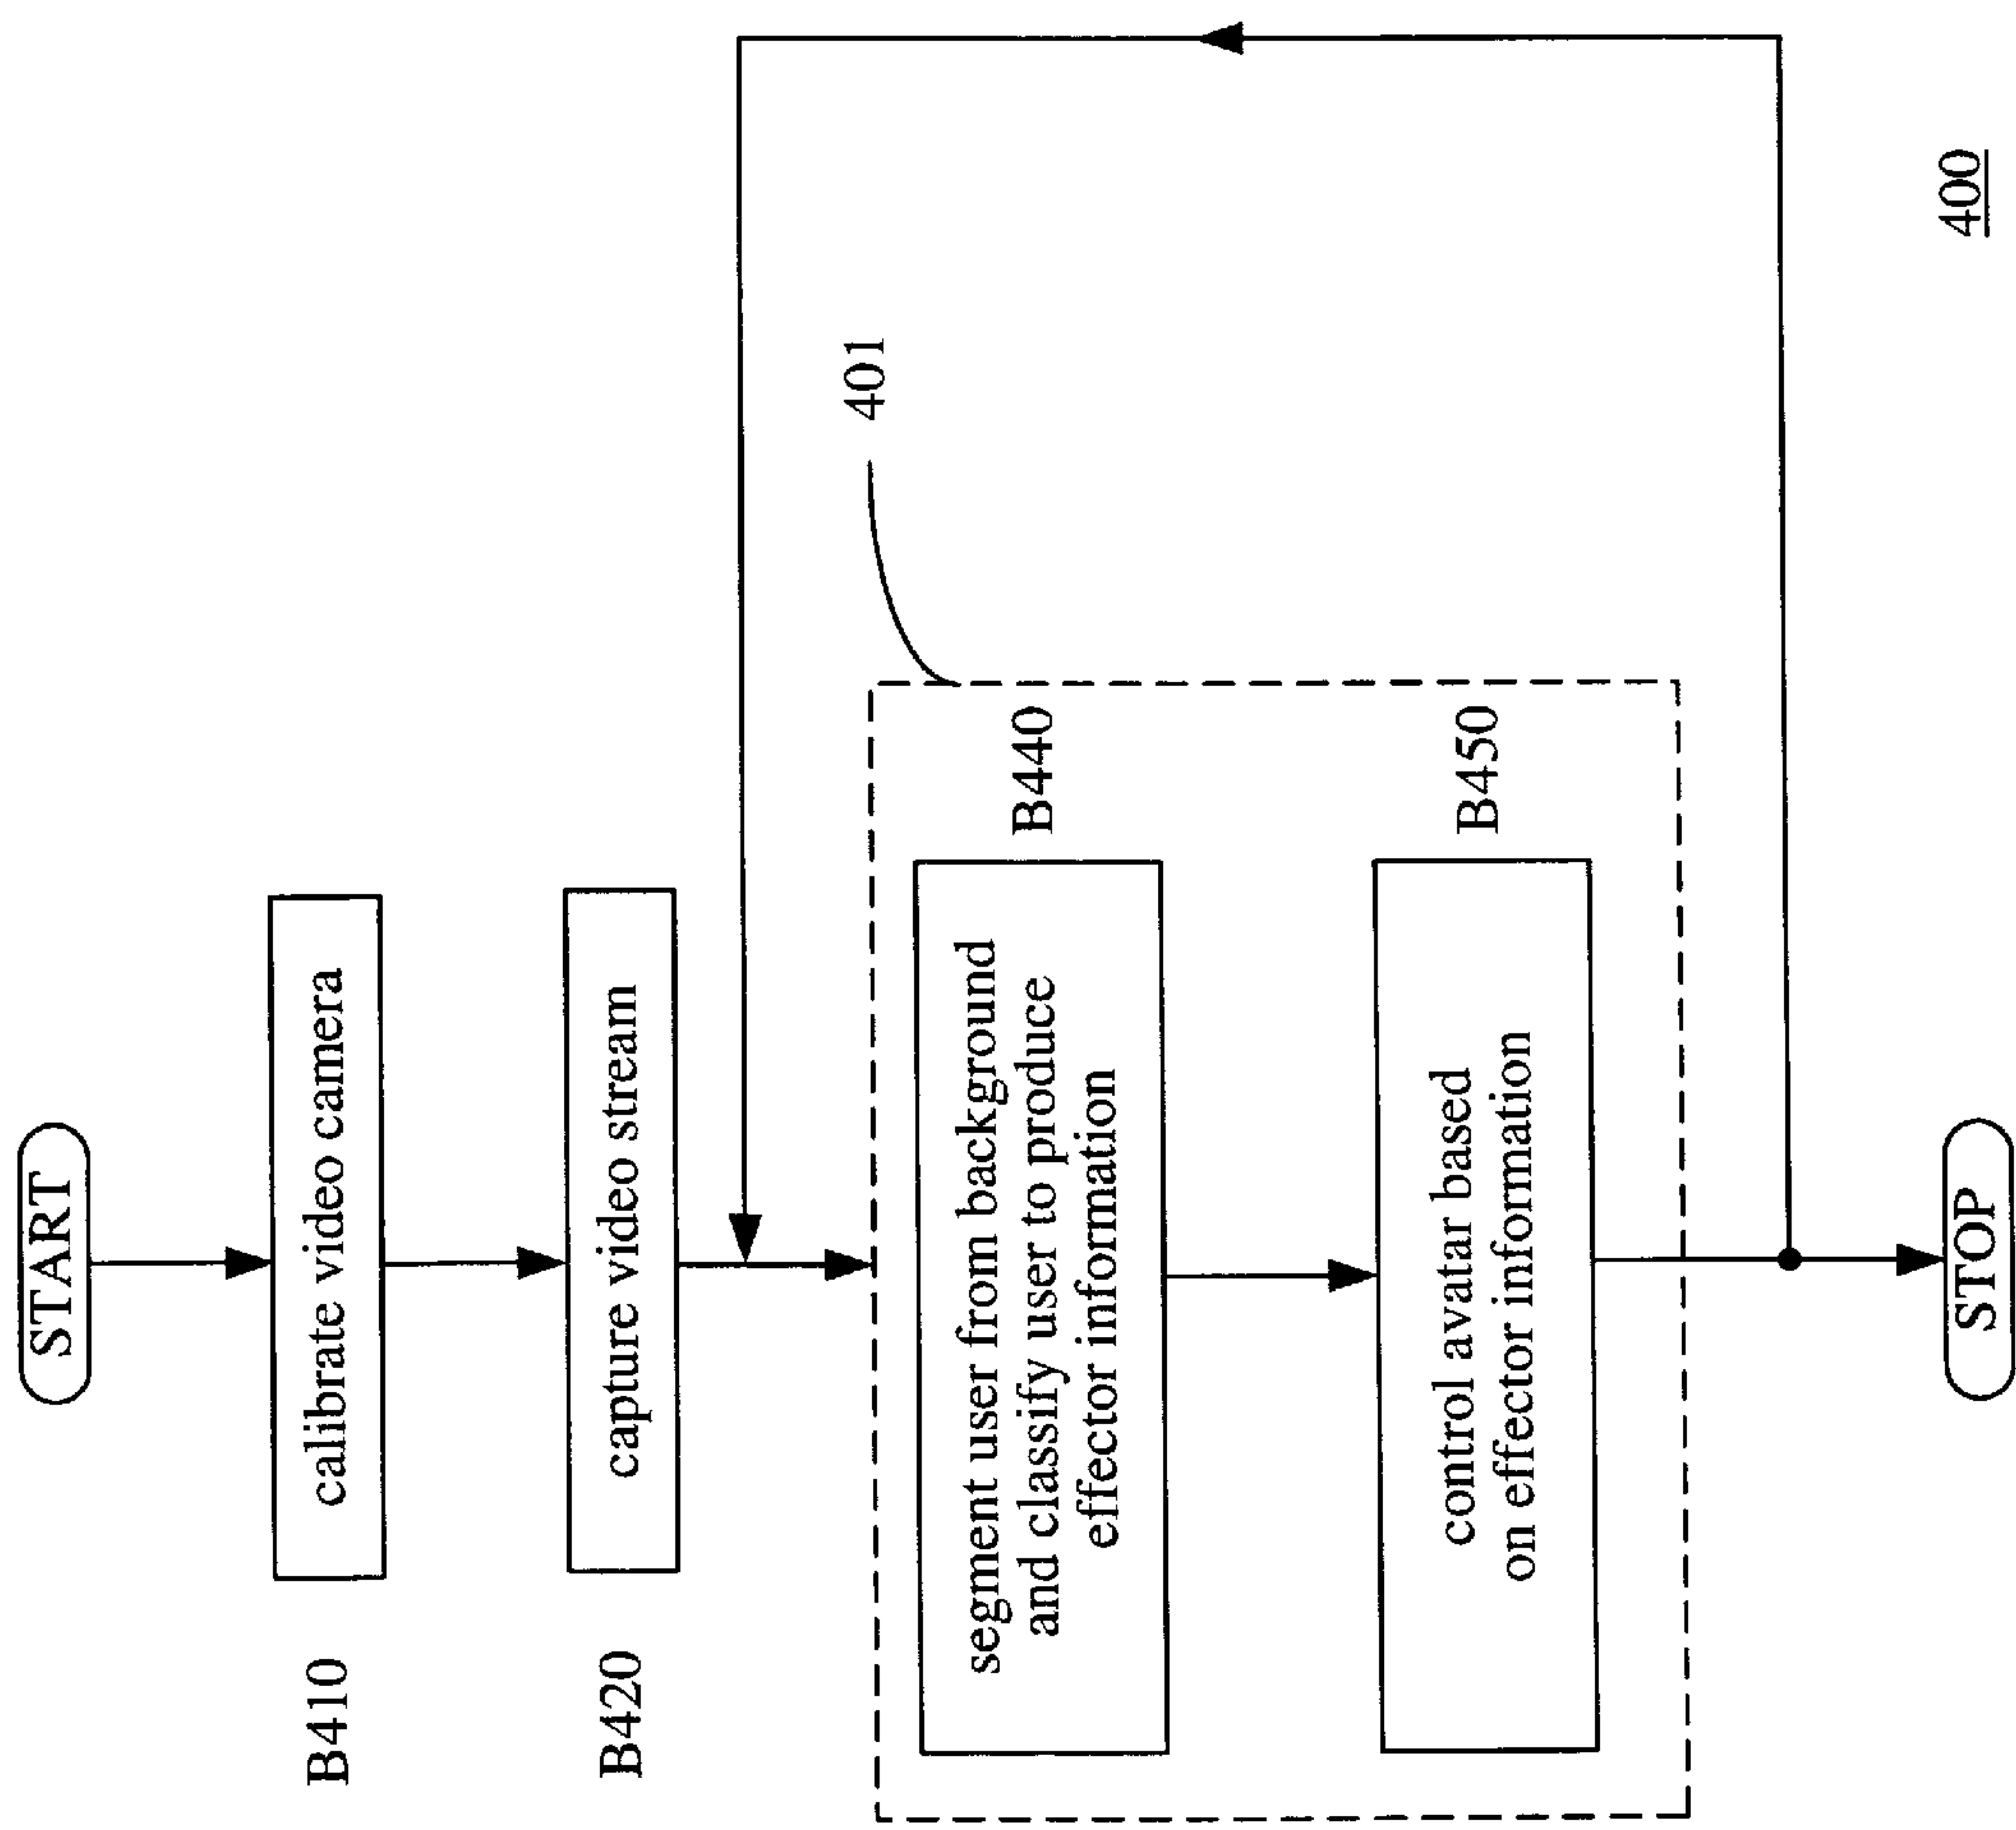 START
B410
calibrate video camera
B420
capture video stream
401
B440
segment user from background
and classify user to produce
effector information
B450
control avatar based
on effector information
STOP
400